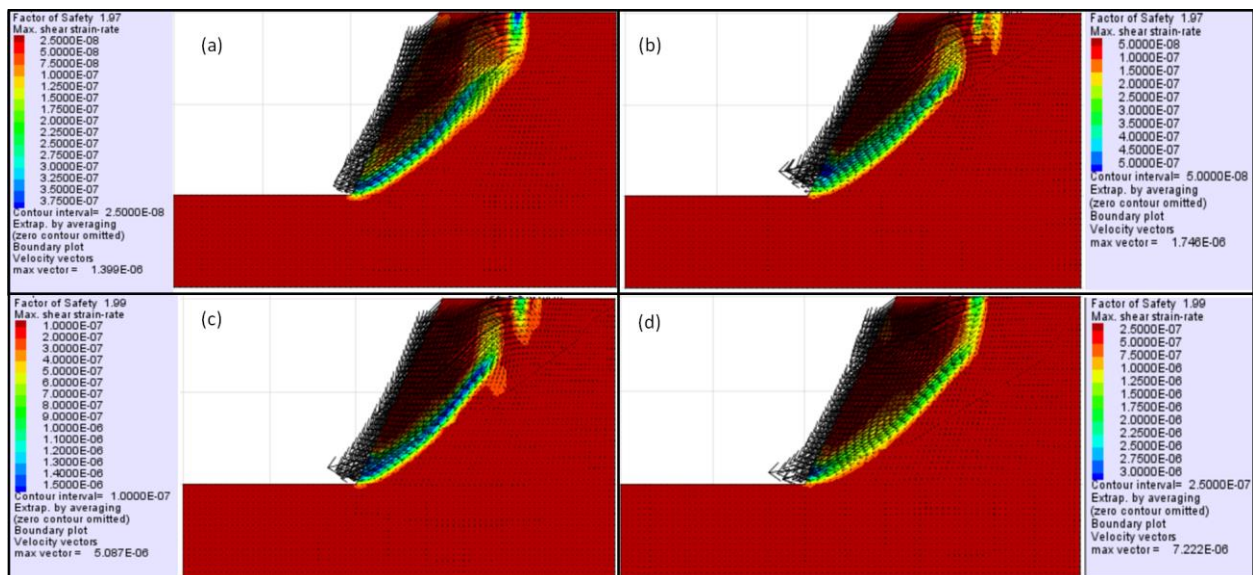 Factor of Safety 1.97
Max. shear strain-rate
2.5000E-08
5.0000E-08
7.5000E-08
1.0000E-07
1.2500E-07
1.5000E-07
1.7500E-07
2.0000E-07
2.2500E-07
2.5000E-07
2.7500E-07
3.0000E-07
3.2500E-07
3.5000E-07
3.7500E-07
Contour interval= 2.5000E-08
Extrap. by averaging
(zero contour omitted)
Boundary plot
Velocity vectors
max vector = 1.399E-06
(a)
(b)
Factor of Safety 1.97
Max. shear strain-rate
5.0000E-08
1.0000E-07
1.5000E-07
2.0000E-07
2.5000E-07
3.0000E-07
3.5000E-07
4.0000E-07
4.5000E-07
5.0000E-07
Contour interval= 5.0000E-08
Extrap. by averaging
(zero contour omitted)
Boundary plot
Velocity vectors
max vector = 1.746E-06
Factor of Safety 1.99
Max. shear strain-rate
1.0000E-07
2.0000E-07
3.0000E-07
4.0000E-07
5.0000E-07
6.0000E-07
7.0000E-07
8.0000E-07
9.0000E-07
1.0000E-06
1.1000E-06
1.2000E-06
1.3000E-06
1.4000E-06
1.5000E-06
Contour interval= 1.0000E-07
Extrap. by averaging
(zero contour omitted)
Boundary plot
Velocity vectors
max vector = 5.087E-06
(c)
(d)
Factor of Safety 1.99
Max. shear strain-rate
2.5000E-07
5.0000E-07
7.5000E-07
1.0000E-06
1.2500E-06
1.5000E-06
1.7500E-06
2.0000E-06
2.2500E-06
2.5000E-06
2.7500E-06
3.0000E-06
Contour interval= 2.5000E-07
Extrap. by averaging
(zero contour omitted)
Boundary plot
Velocity vectors
max vector = 7.222E-06